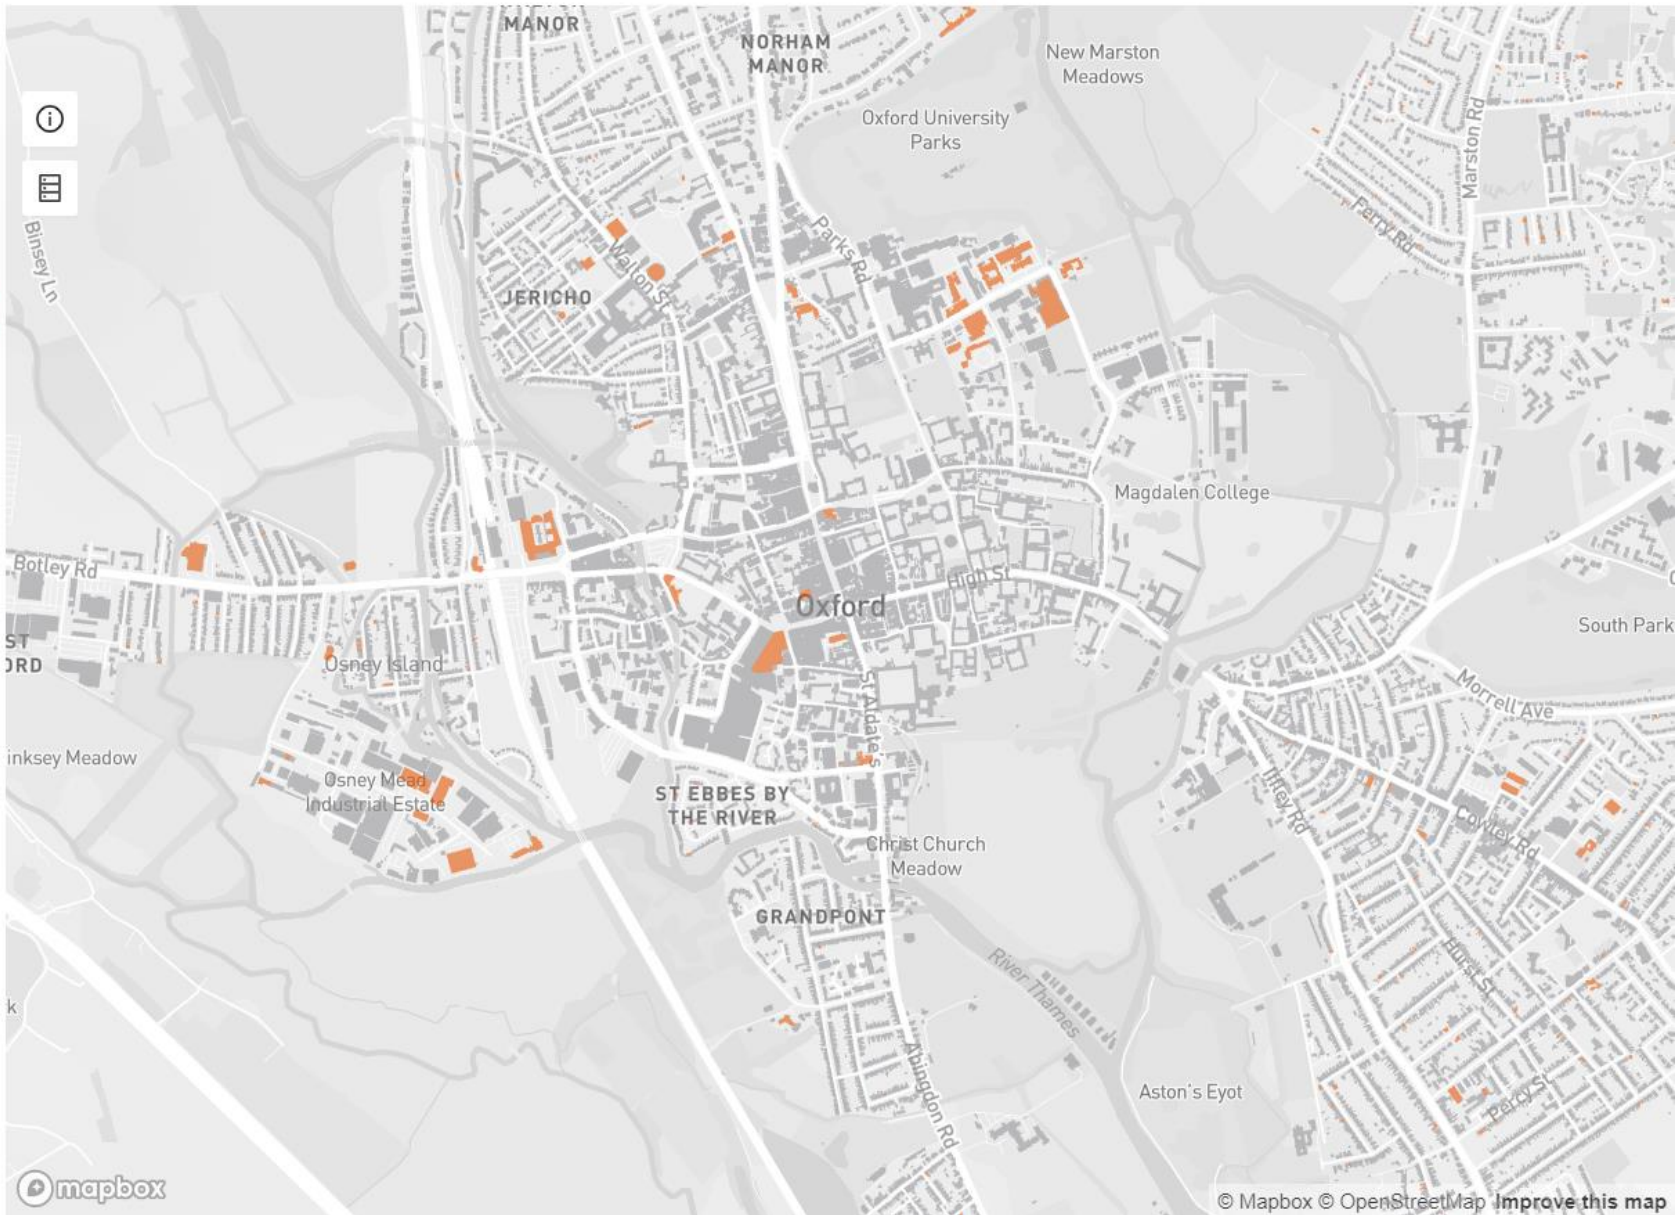 MANOR
NORHAM
MANOR
New Marston
Meadows
Oxford University
Parks
Marston Rd
Ferry Rd
Parks Rd
Binsey Ln
Walton St
JERICHO
Magdalen College
Botley Rd
High St
Oxford
South Park
ST
ORD
Osney Island
St Aldate's
Morrell Ave
inksey Meadow
Osney Mead
Industrial Estate
ST EBBES BY
THE RIVER
Iffley Rd
Cowley Rd
Christ Church
Meadow
GRANDPONT
Hurst St
River Thames
k
Abingdon Rd
Aston's Eyot
Percy St
mapbox
© Mapbox © OpenStreetMap Improve this map